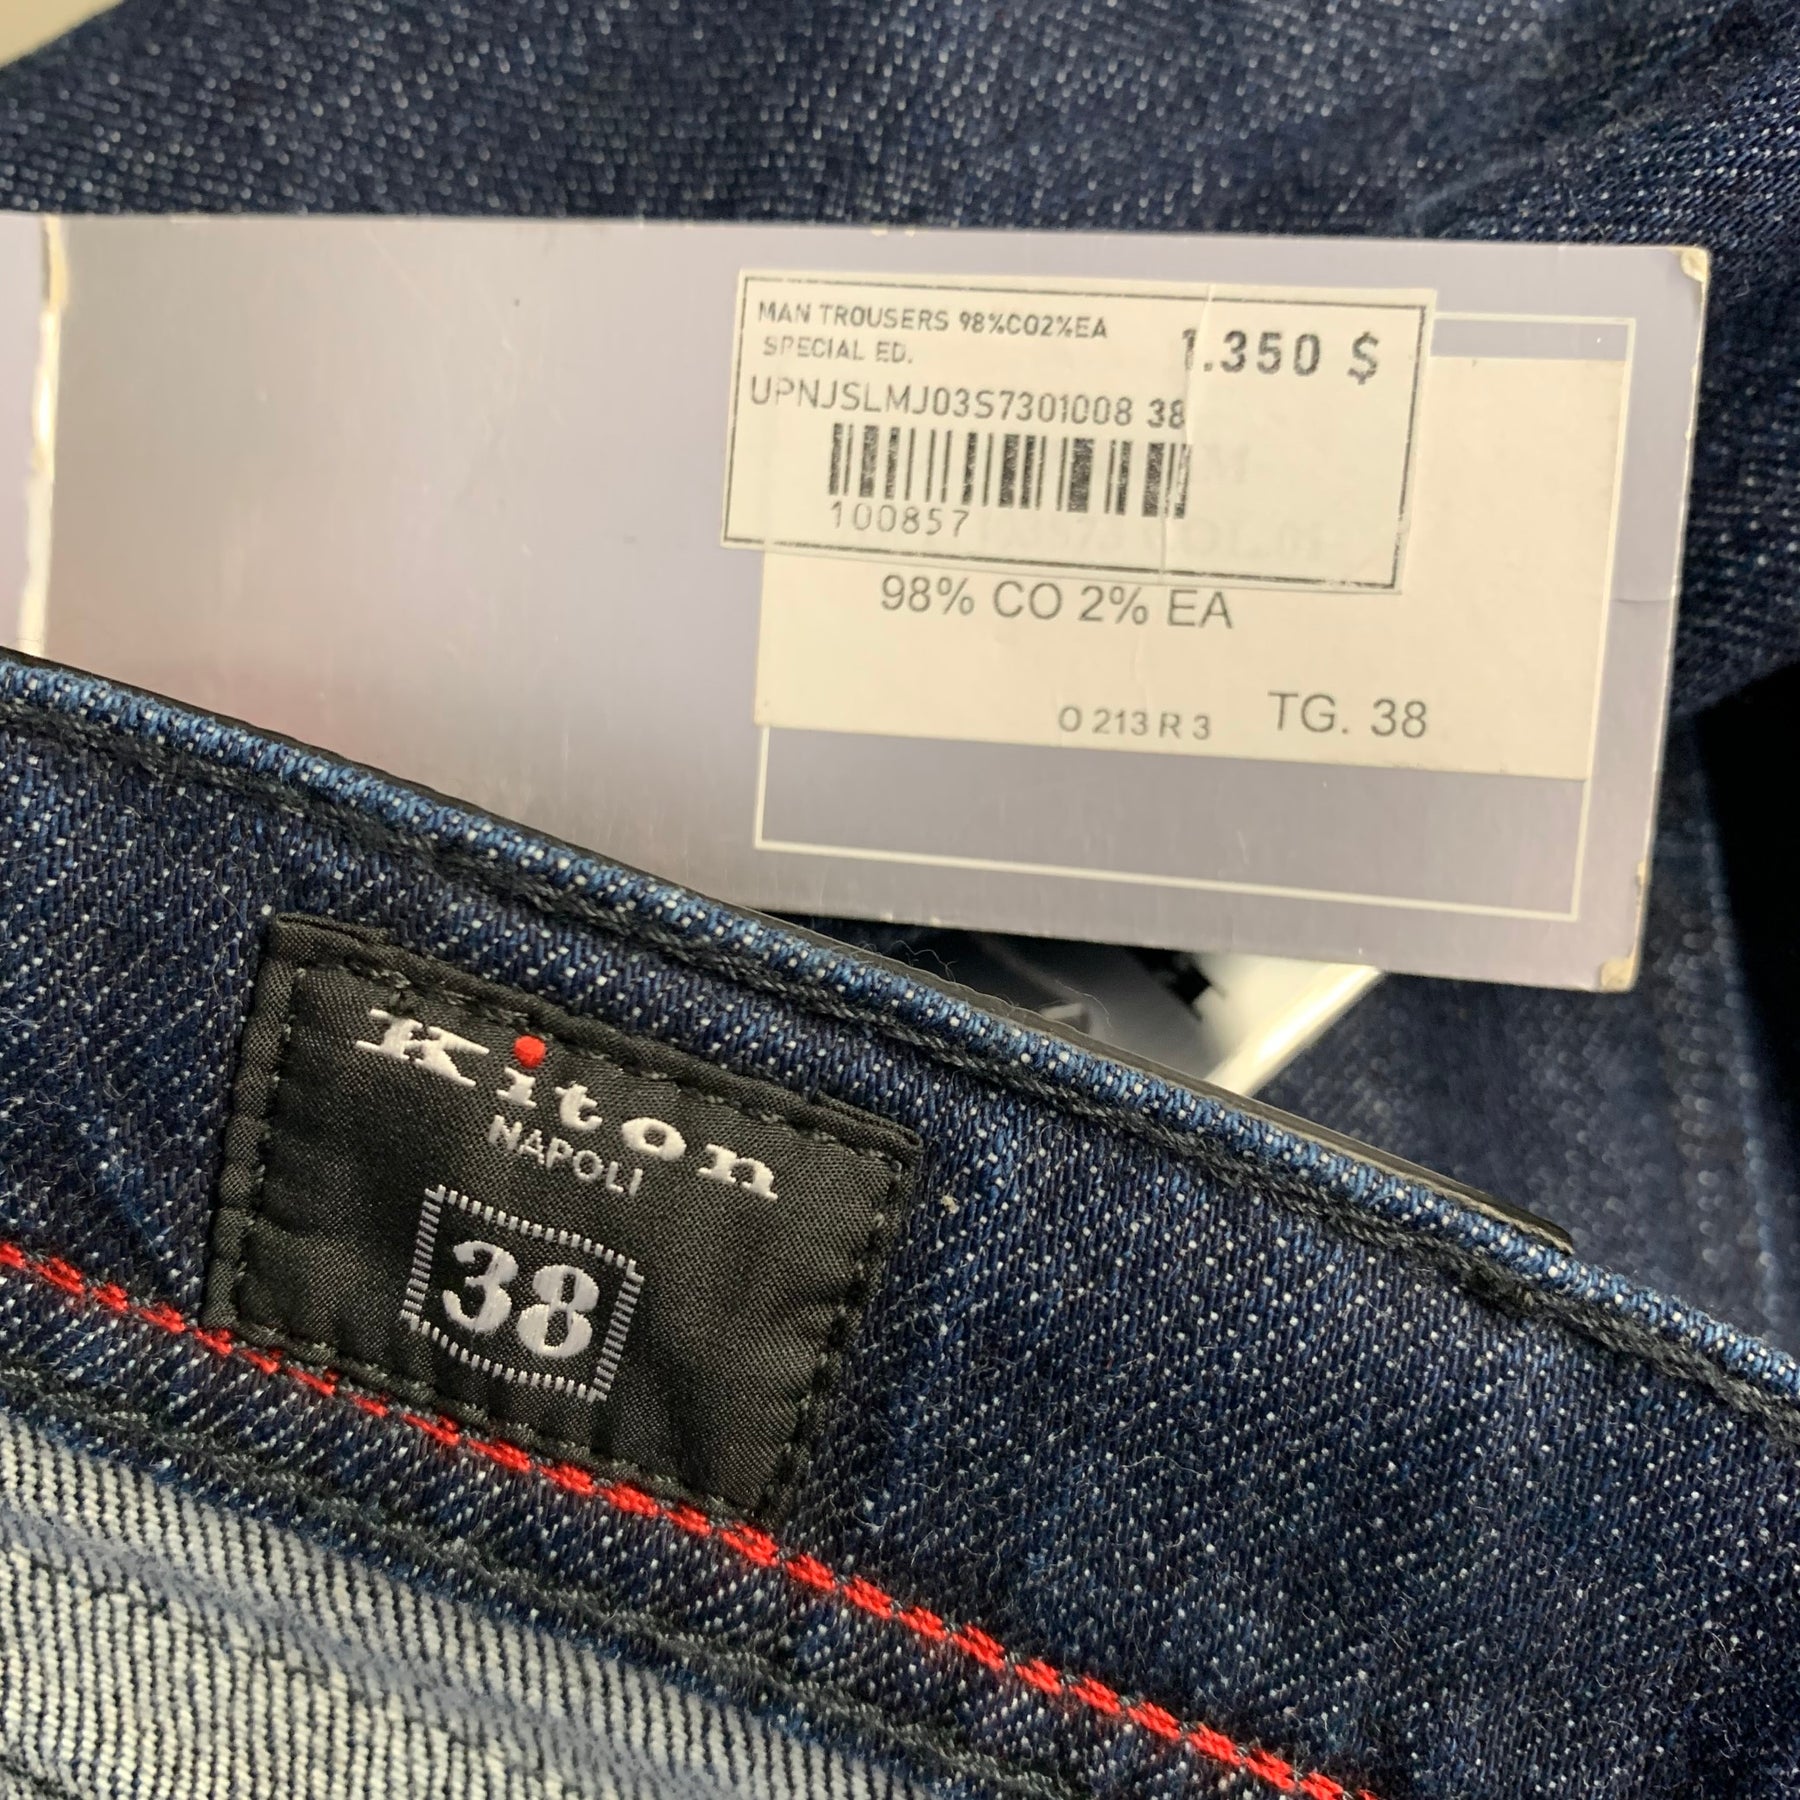 MAN TROUSERS 98%CO2%EA
SPECIAL ED.
1.350 $
UPNJSLMJ03S7301008 38
100857
98% CO 2% EA
O 213 R 3 TG. 38
Kiton
NAPOLI
38